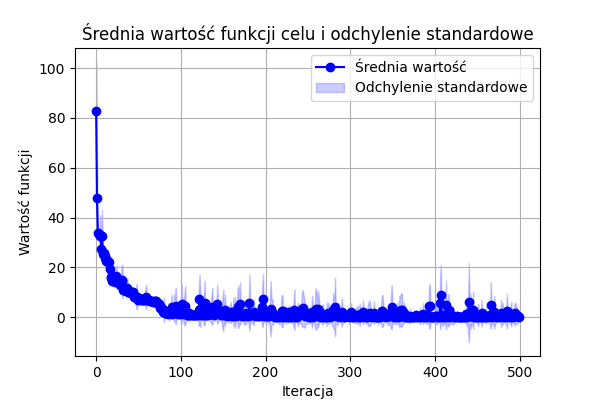 Średnia wartość funkcji celu i odchylenie standardowe
Średnia wartość
Odchylenie standardowe
Wartość funkcji
100
80
60
40
20
0
0 100 200 300 400 500
Iteracja